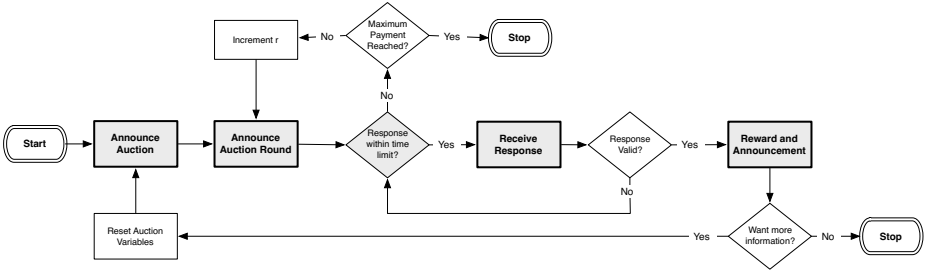 Maximum
Payment
Reached?
No
Yes
Stop
Increment r
No
Start
Announce
Auction
Announce
Auction Round
Response
within time
limit?
Yes
Receive
Response
Response
Valid?
Yes
Reward and
Announcement
No
Reset Auction
Variables
Yes
Want more
information?
No
Stop